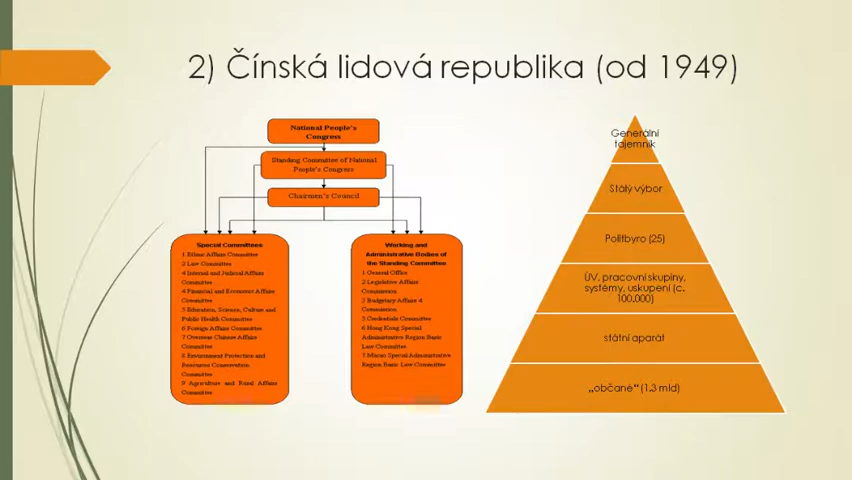 2) Čínská lidová republika (od 1949)
National People's
Congress
Standing Committee of National
People's Congress
Chairmen's Council
Special Committees
1 Ethnic Affairs Committee
2 Law Committee
4 Internal and Judicial Affairs
Committee
4 Financial and Economic Affairs
Committee
5 Education, Science, Culture and
Public Health Committee
6 Foreign Affairs Committee
7 Overseas Chinese Affairs
Committee
8 Environment Protection and
Resources Conservation
Committee
9 Agriculture and Rural Affairs
Committee
Working and
Administrative Bodies of
the Standing Committee
1 General Office
2 Legislative Affairs
Commission
3 Budgetary Affairs
Commission
5 Credentials Committee
6 Hong Kong Special
Administrative Region Basic
Law Committee
7 Macao Special Administrative
Region Basic Law Committee
Generální
tajemník
Stálý výbor
Politbyro (25)
ÚV, pracovní skupiny,
systémy, uskupení (c.
100.000)
státní aparát
„občané“ (1,3 mld)